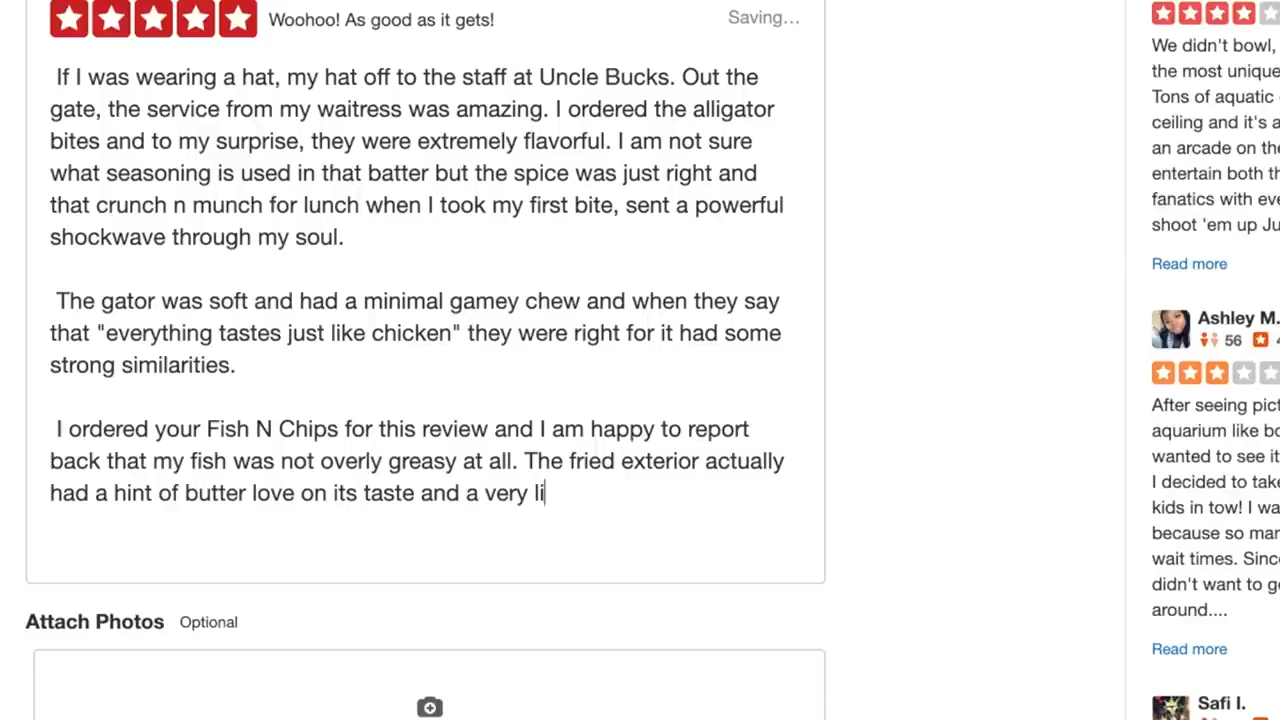 Woohoo! As good as it gets!
Saving...
If I was wearing a hat, my hat off to the staff at Uncle Bucks. Out the
gate, the service from my waitress was amazing. I ordered the alligator
bites and to my surprise, they were extremely flavorful. I am not sure
what seasoning is used in that batter but the spice was just right and
that crunch n munch for lunch when I took my first bite, sent a powerful
shockwave through my soul.
The gator was soft and had a minimal gamey chew and when they say
that "everything tastes just like chicken" they were right for it had some
strong similarities.
I ordered your Fish N Chips for this review and I am happy to report
back that my fish was not overly greasy at all. The fried exterior actually
had a hint of butter love on its taste and a very li
Attach Photos Optional
We didn't bowl,
the most unique
Tons of aquatic
ceiling and it's a
an arcade on the
entertain both th
fanatics with eve
shoot 'em up Ju
Read more
Ashley M.
56
After seeing pict
aquarium like bo
wanted to see it
I decided to take
kids in tow! I wa
because so mar
wait times. Since
didn't want to go
around....
Read more
Safi I.